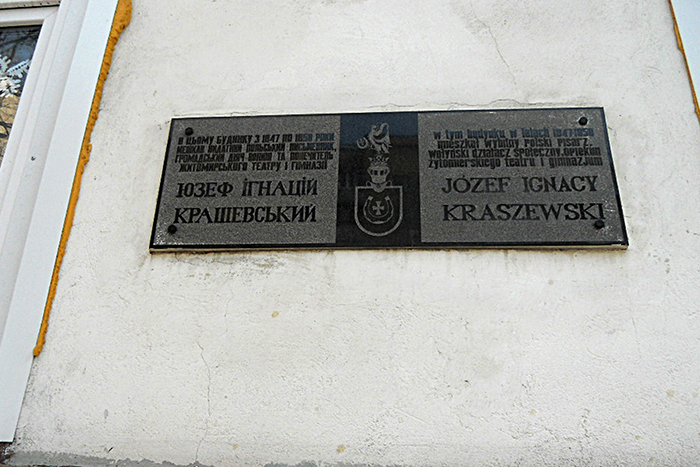 У ЦЬОМУ БУДИНКУ З 1847 ПО 1858 РОКИ
МЕШКАВ ВИДАТНИЙ ПОЛЬСЬКИЙ ПИСЬМЕННИК,
ГРОМАДСЬКИЙ ДІЯЧ ВОЛИНІ ТА ПОПЕЧИТЕЛЬ
ЖИТОМИРСЬКОГО ТЕАТРУ І ГІМНАЗІЇ
ЮЗЕФ ІГНАЦІЙ
КРАШЕВСЬКИЙ
w tym budynku w latach 1847-1858
mieszkał wybitny polski pisarz,
wołyński działacz społeczny, opiekun
żytomierskiego teatru i gimnazjum
JÓZEF IGNACY
KRASZEWSKI